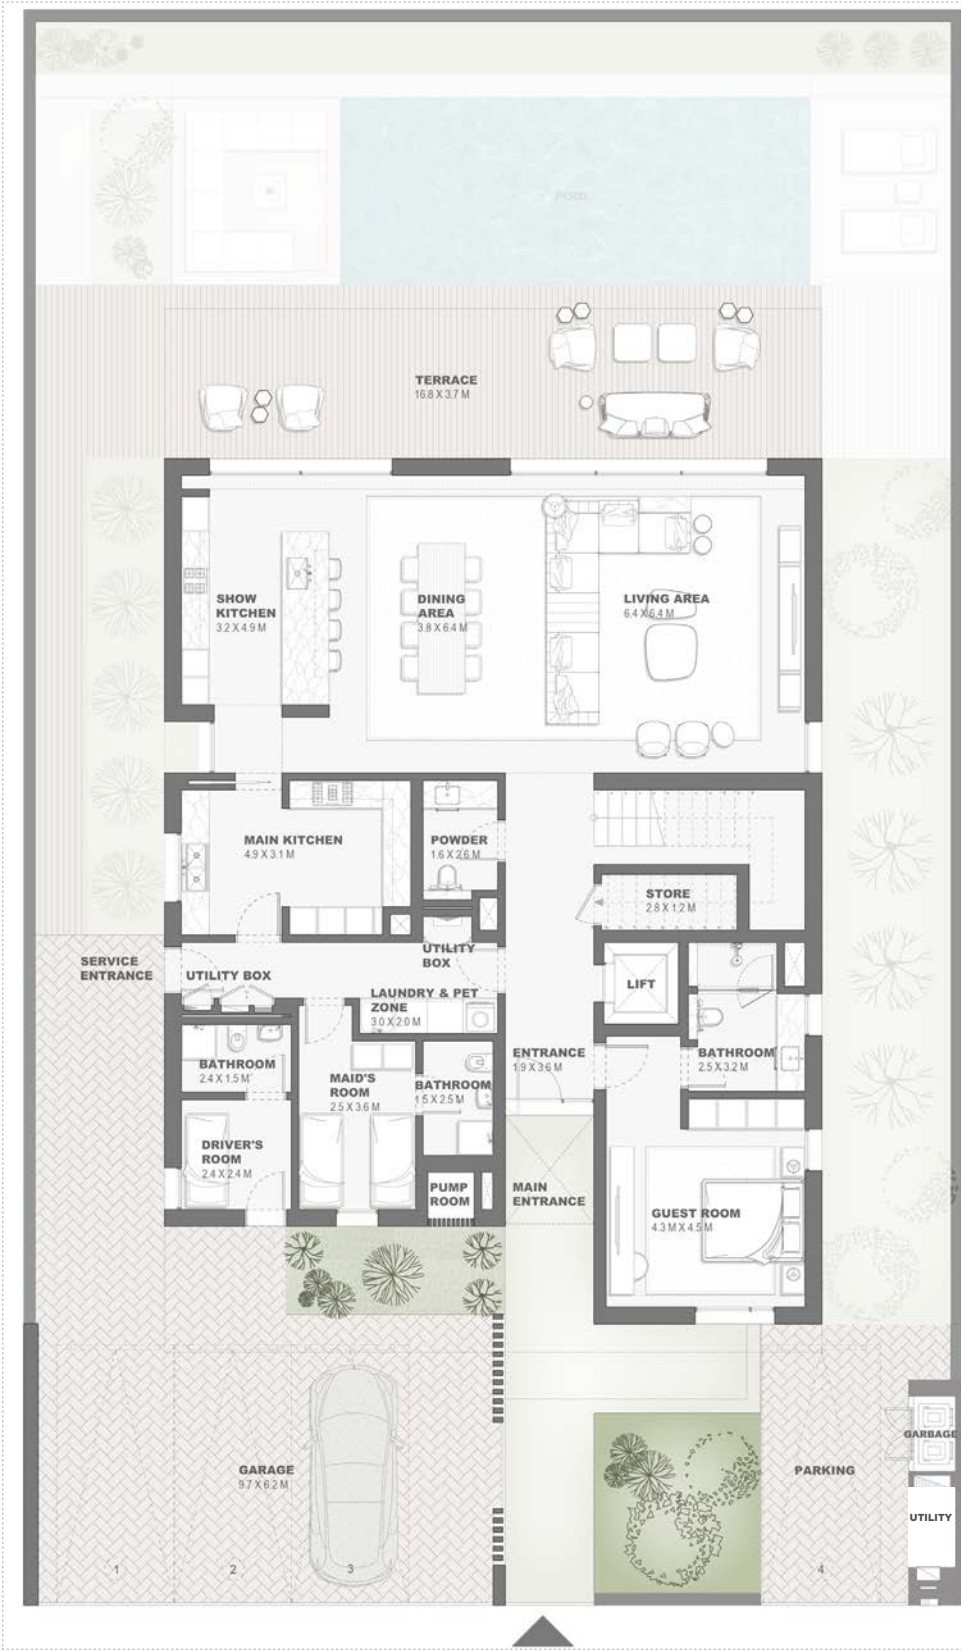 POOL
TERRACE
16.8 X 3.7 M
SHOW
KITCHEN
3.2 X 4.9 M
DINING
AREA
3.8 X 6.4 M
LIVING AREA
6.4 X 6.4 M
MAIN KITCHEN
4.9 X 3.1 M
POWDER
1.6 X 2.6 M
STORE
2.8 X 1.2 M
SERVICE
ENTRANCE
UTILITY BOX
UTILITY
BOX
LIFT
LAUNDRY & PET
ZONE
3.0 X 2.0 M
BATHROOM
2.4 X 1.5 M
MAID'S
ROOM
2.5 X 3.6 M
BATHROOM
1.5 X 2.5 M
ENTRANCE
1.9 X 3.6 M
BATHROOM
2.5 X 3.2 M
DRIVER'S
ROOM
2.4 X 2.4 M
PUMP
ROOM
MAIN
ENTRANCE
GUEST ROOM
4.3 M X 4.5 M
GARBAGE
GARAGE
9.7 X 6.2 M
PARKING
UTILITY
1
2
3
4